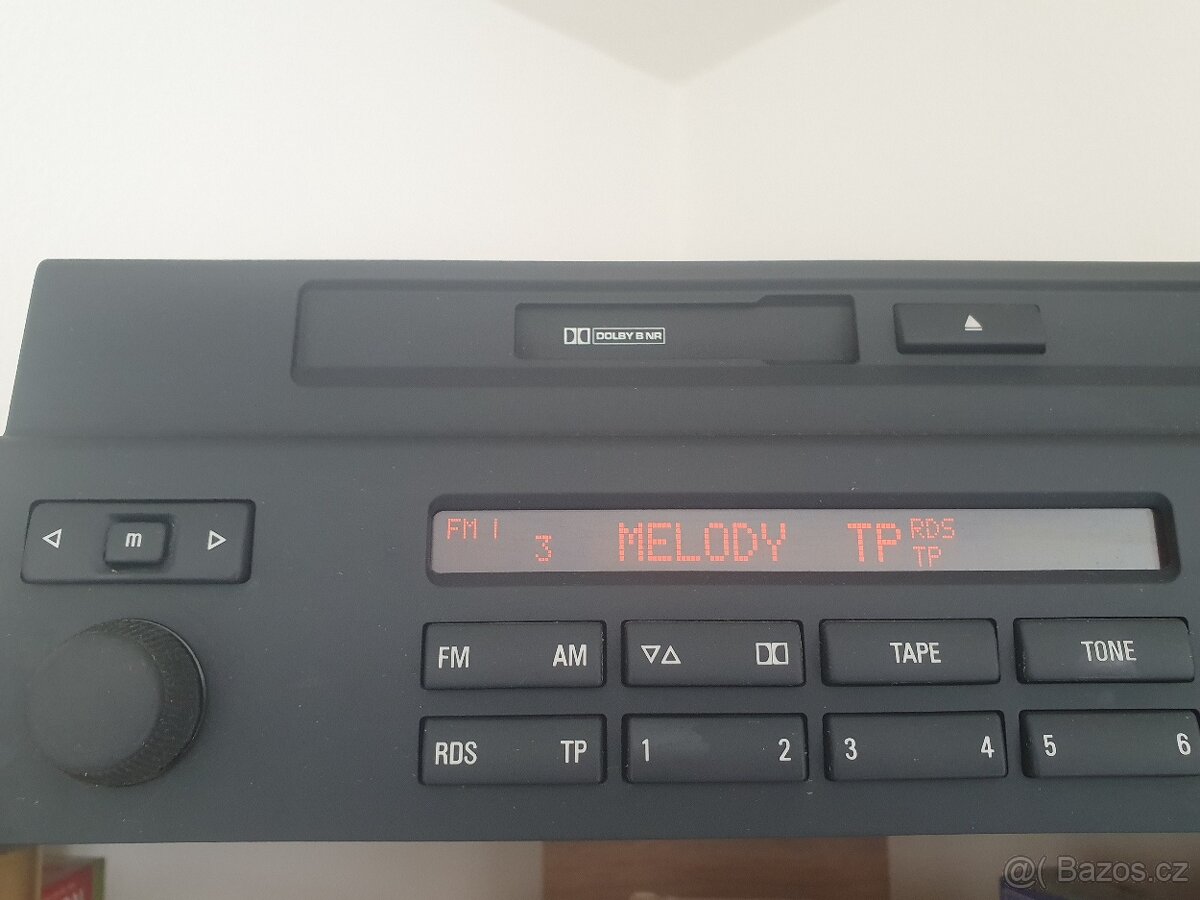 DOLBY B NR
m
FM 1 3 MELODY TP RDS
TP
FM AM TAPE TONE
RDS TP 1 2 3 4 5 6
@( Bazos.cz